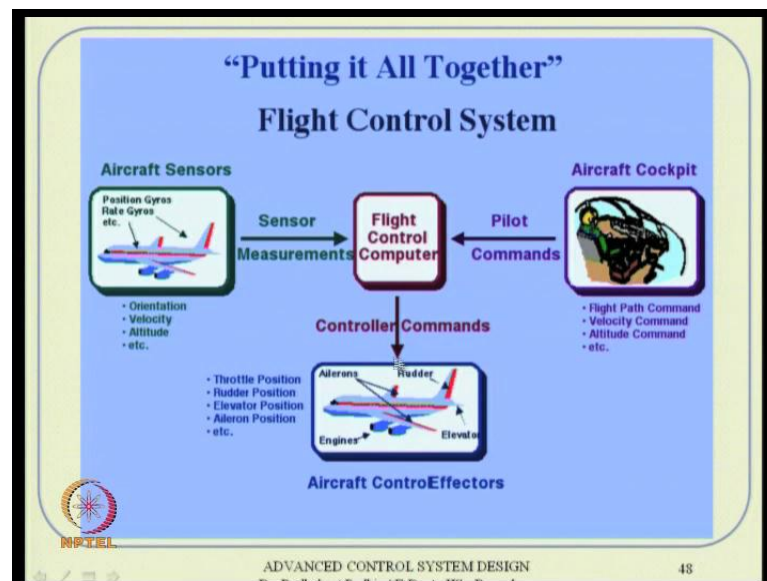 “Putting it All Together”
Flight Control System
Aircraft Sensors
Position Gyros
Rate Gyros
etc.
• Orientation
• Velocity
• Altitude
• etc.
Sensor
Measurements
Flight
Control
Computer
Pilot
Commands
Aircraft Cockpit
• Flight Path Command
• Velocity Command
• Altitude Command
• etc.
Controller Commands
• Throttle Position
• Rudder Position
• Elevator Position
• Aileron Position
• etc.
Ailerons
Rudder
Engines
Elevator
Aircraft ControlEffectors
NPTEL
ADVANCED CONTROL SYSTEM DESIGN
48